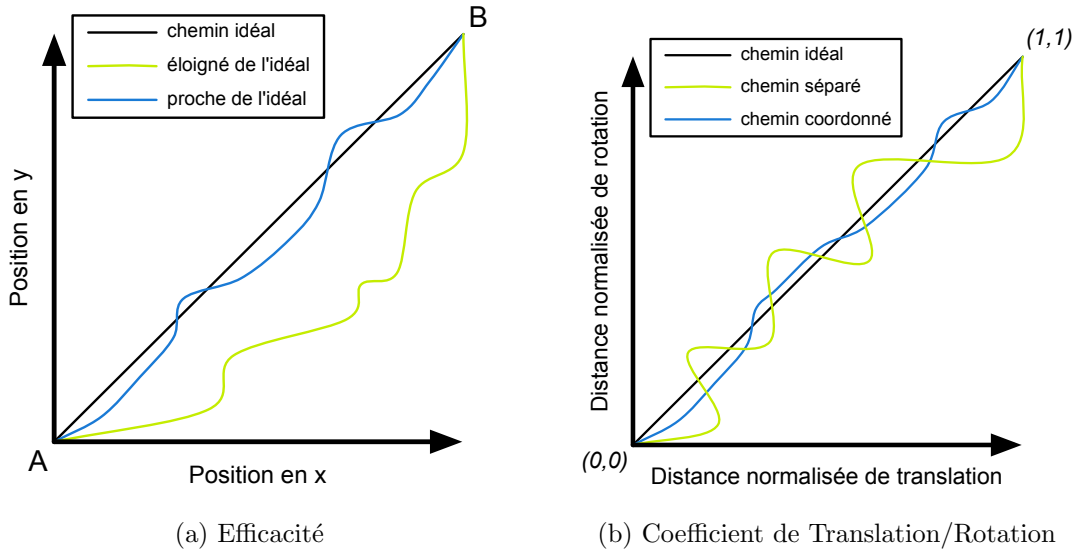 B
chemin idéal
éloigné de l'idéal
proche de l'idéal
Position en y
A
Position en x
(a) Efficacité
(1,1)
chemin idéal
chemin séparé
chemin coordonné
Distance normalisée de rotation
(0,0)
Distance normalisée de translation
(b) Coefficient de Translation/Rotation